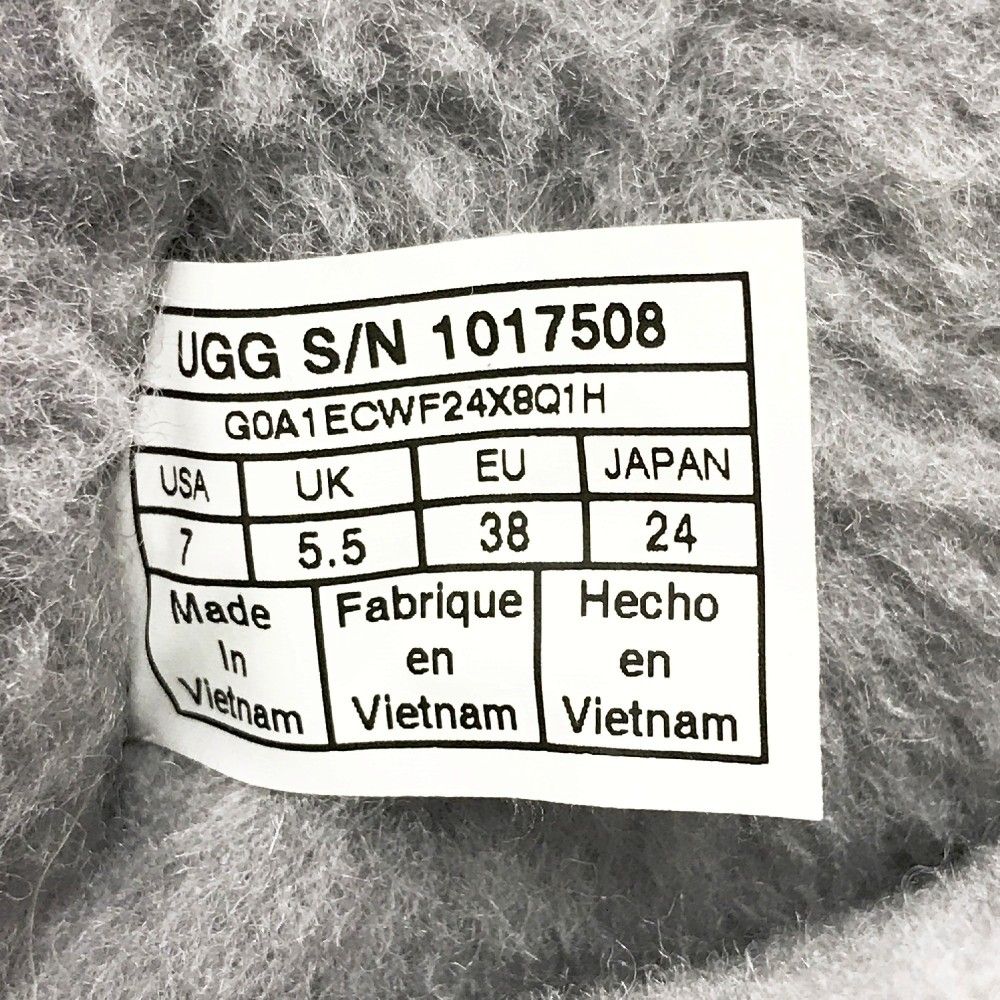 UGG S/N 1017508
G0A1ECWF24X8Q1H
USA UK EU JAPAN
7 5.5 38 24
Made
In
Vietnam
Fabrique
en
Vietnam
Hecho
en
Vietnam